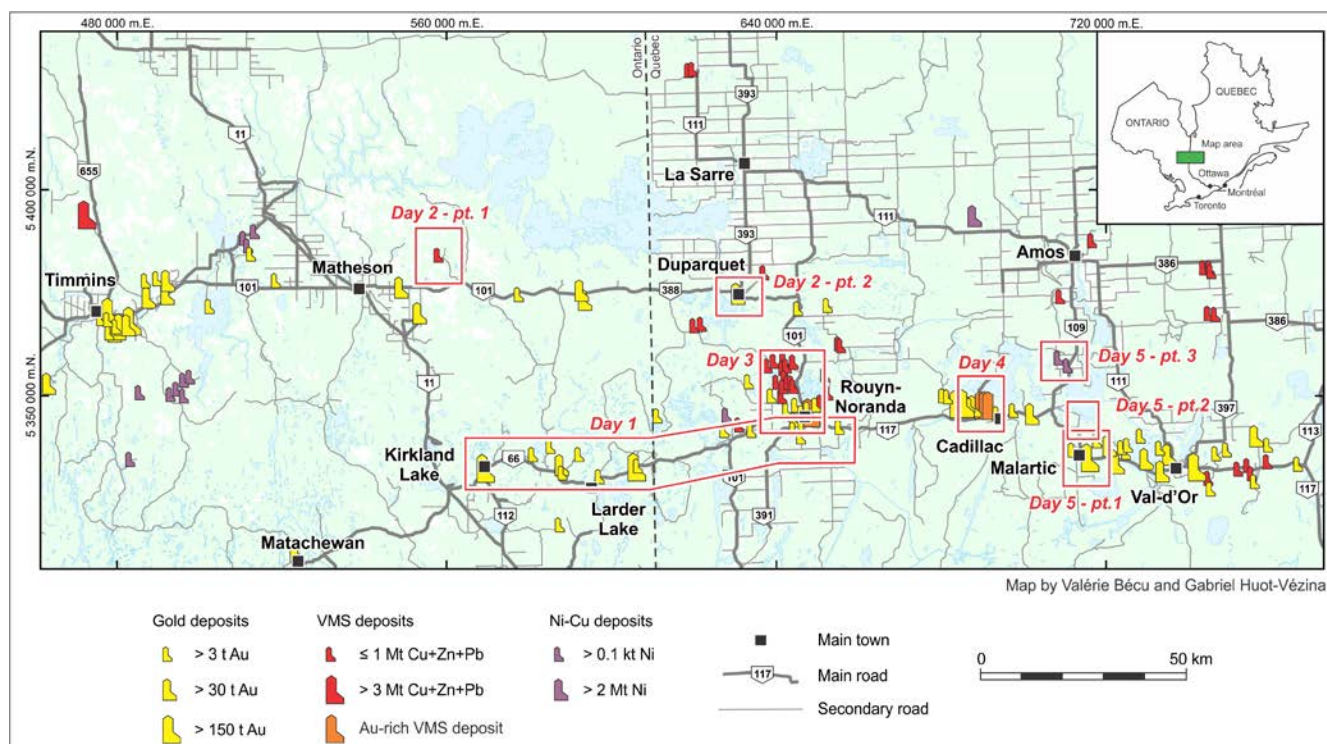 480 000 m.E.
560 000 m.E.
640 000 m.E.
720 000 m.E.
5 400 000 m.N.
5 350 000 m.N.
Ontario
Quebec
QUEBEC
ONTARIO
Map area
Ottawa
Montréal
Toronto
655
11
393
111
La Sarre
393
111
Day 2 - pt. 1
Amos
386
Timmins
Matheson
Duparquet
101
101
388
Day 2 - pt. 2
109
386
101
Day 3
Day 4
Day 5 - pt. 3
11
Rouyn-
Noranda
111
Day 5 - pt.2
397
Day 1
117
113
Kirkland
Lake
66
Cadillac
Malartic
101
Val-d'Or
117
112
Larder
Lake
391
Day 5 - pt.1
Matachewan
Map by Valérie Bécu and Gabriel Huot-Vézina
Gold deposits
> 3 t Au
> 30 t Au
> 150 t Au
VMS deposits
≤ 1 Mt Cu+Zn+Pb
> 3 Mt Cu+Zn+Pb
Au-rich VMS deposit
Ni-Cu deposits
> 0.1 kt Ni
> 2 Mt Ni
Main town
117
Main road
Secondary road
0
50 km